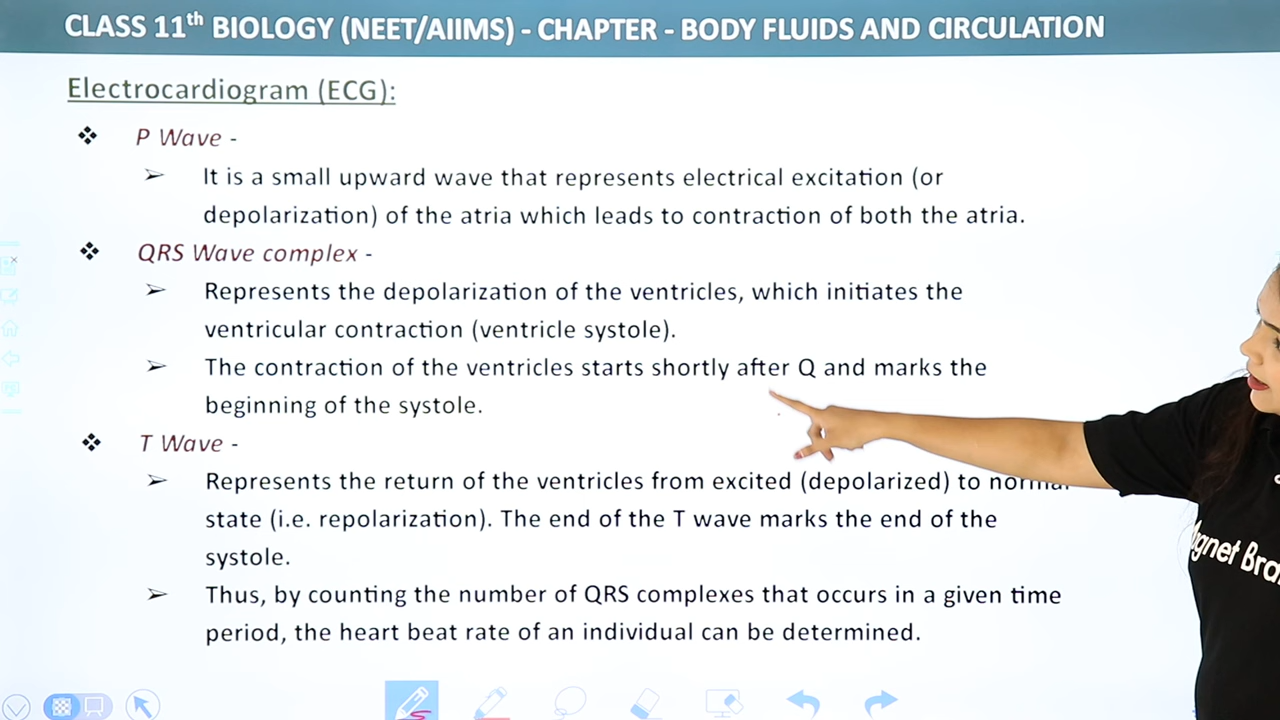 CLASS 11th BIOLOGY (NEET/AIIMS) - CHAPTER - BODY FLUIDS AND CIRCULATION
Electrocardiogram (ECG):
❖ P Wave -
➢ It is a small upward wave that represents electrical excitation (or
depolarization) of the atria which leads to contraction of both the atria.
❖ QRS Wave complex -
➢ Represents the depolarization of the ventricles, which initiates the
ventricular contraction (ventricle systole).
➢ The contraction of the ventricles starts shortly after Q and marks the
beginning of the systole.
❖ T Wave -
➢ Represents the return of the ventricles from excited (depolarized) to normal
state (i.e. repolarization). The end of the T wave marks the end of the
systole.
➢ Thus, by counting the number of QRS complexes that occurs in a given time
period, the heart beat rate of an individual can be determined.
agnet Bra